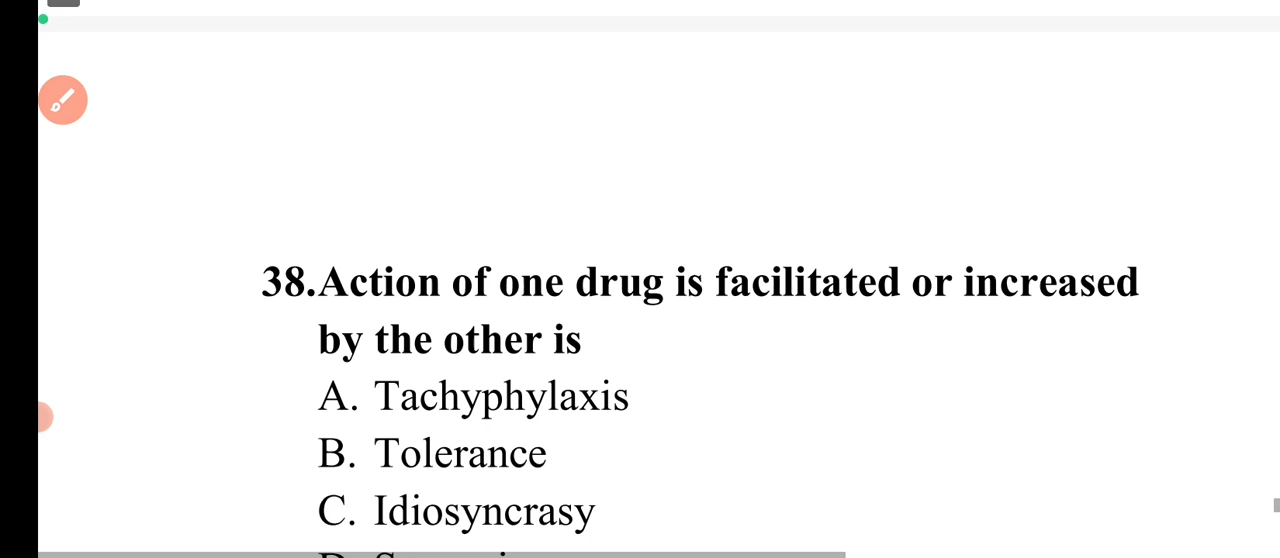 38.Action of one drug is facilitated or increased
by the other is
A. Tachyphylaxis
B. Tolerance
C. Idiosyncrasy